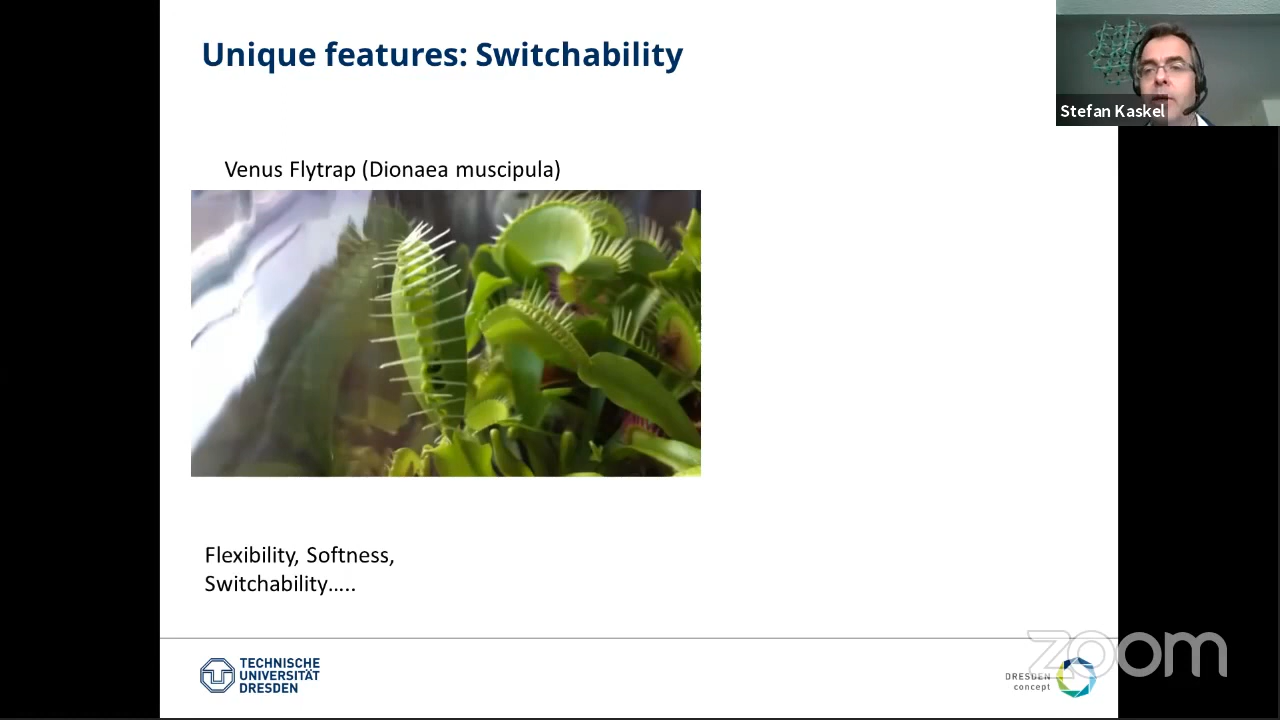 Unique features: Switchability
Stefan Kaskel
Venus Flytrap (Dionaea muscipula)
Flexibility, Softness,
Switchability.....
TECHNISCHE
UNIVERSITÄT
DRESDEN
DRESDEN
concept
zoom